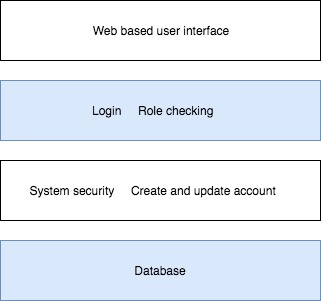 Web based user interface
Login Role checking
System security Create and update account
Database